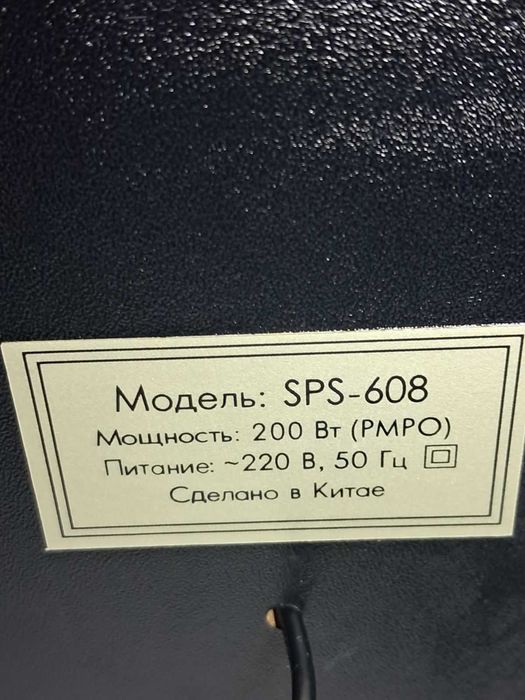 Модель: SPS-608
Мощность: 200 Вт (PMPO)
Питание: ~220 В, 50 Гц
Сделано в Китае